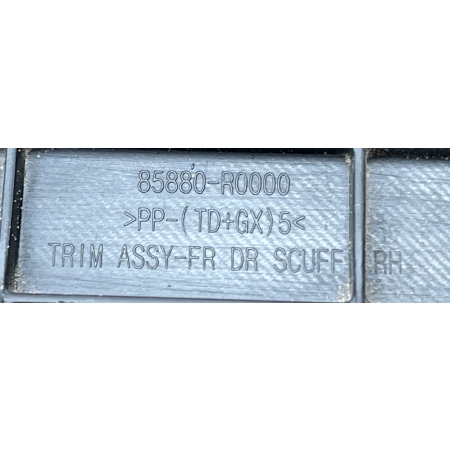 85880-R0000
>PP-(TD+GX)5<
TRIM ASSY-FR DR SCUFF RH